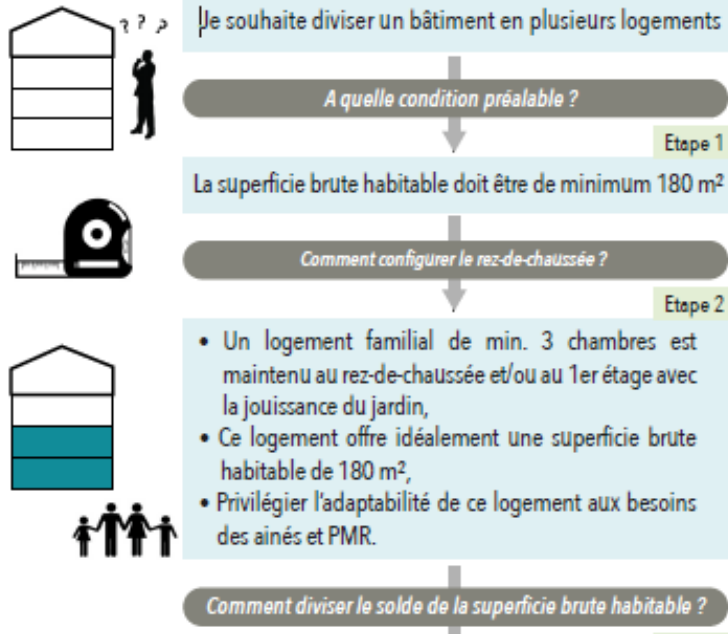 ? ? ?
Je souhaite diviser un bâtiment en plusieurs logements
A quelle condition préalable ?
Etape 1
La superficie brute habitable doit être de minimum 180 m²
Comment configurer le rez-de-chaussée ?
Etape 2
• Un logement familial de min. 3 chambres est
maintenu au rez-de-chaussée et/ou au 1er étage avec
la jouissance du jardin,
• Ce logement offre idéalement une superficie brute
habitable de 180 m²,
• Privilégier l'adaptabilité de ce logement aux besoins
des ainés et PMR.
Comment diviser le solde de la superficie brute habitable ?